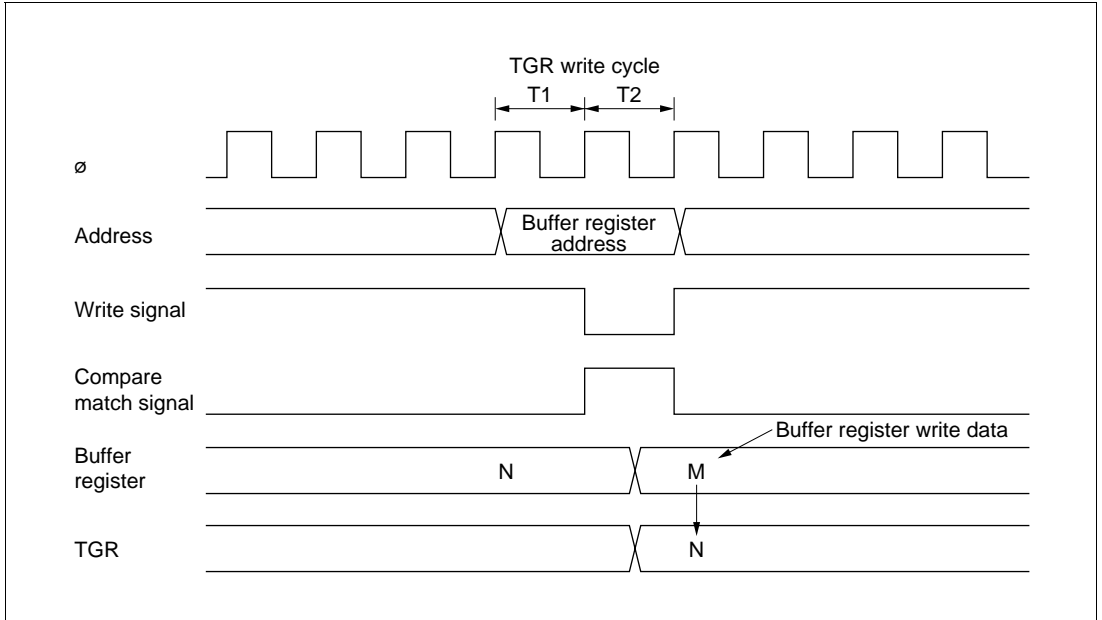 TGR write cycle
T1 T2
ø
Address
Buffer register
address
Write signal
Compare
match signal
Buffer register write data
Buffer
register
N M
TGR
N